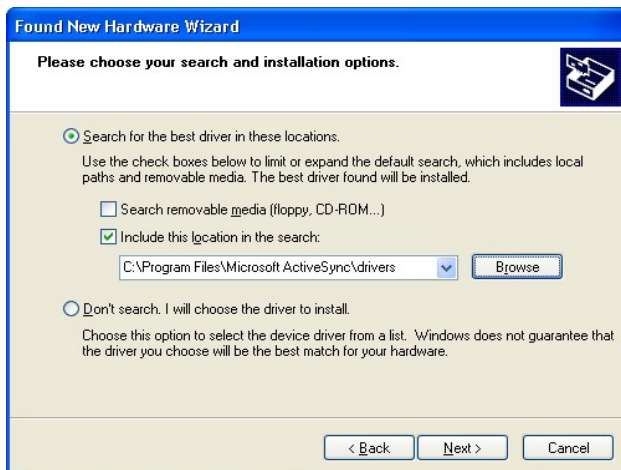 Found New Hardware Wizard
Please choose your search and installation options.
Search for the best driver in these locations.
Use the check boxes below to limit or expand the default search, which includes local
paths and removable media. The best driver found will be installed.
Search removable media (floppy, CD-ROM...)
Include this location in the search:
C:\Program Files\Microsoft ActiveSync\drivers
Browse
Don't search. I will choose the driver to install.
Choose this option to select the device driver from a list. Windows does not guarantee that
the driver you choose will be the best match for your hardware.
< Back
Next >
Cancel